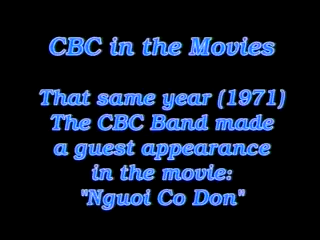 CBC in the Movies
That same year (1971)
The CBC Band made
a guest appearance
in the movie:
"Nguoi Co Don"